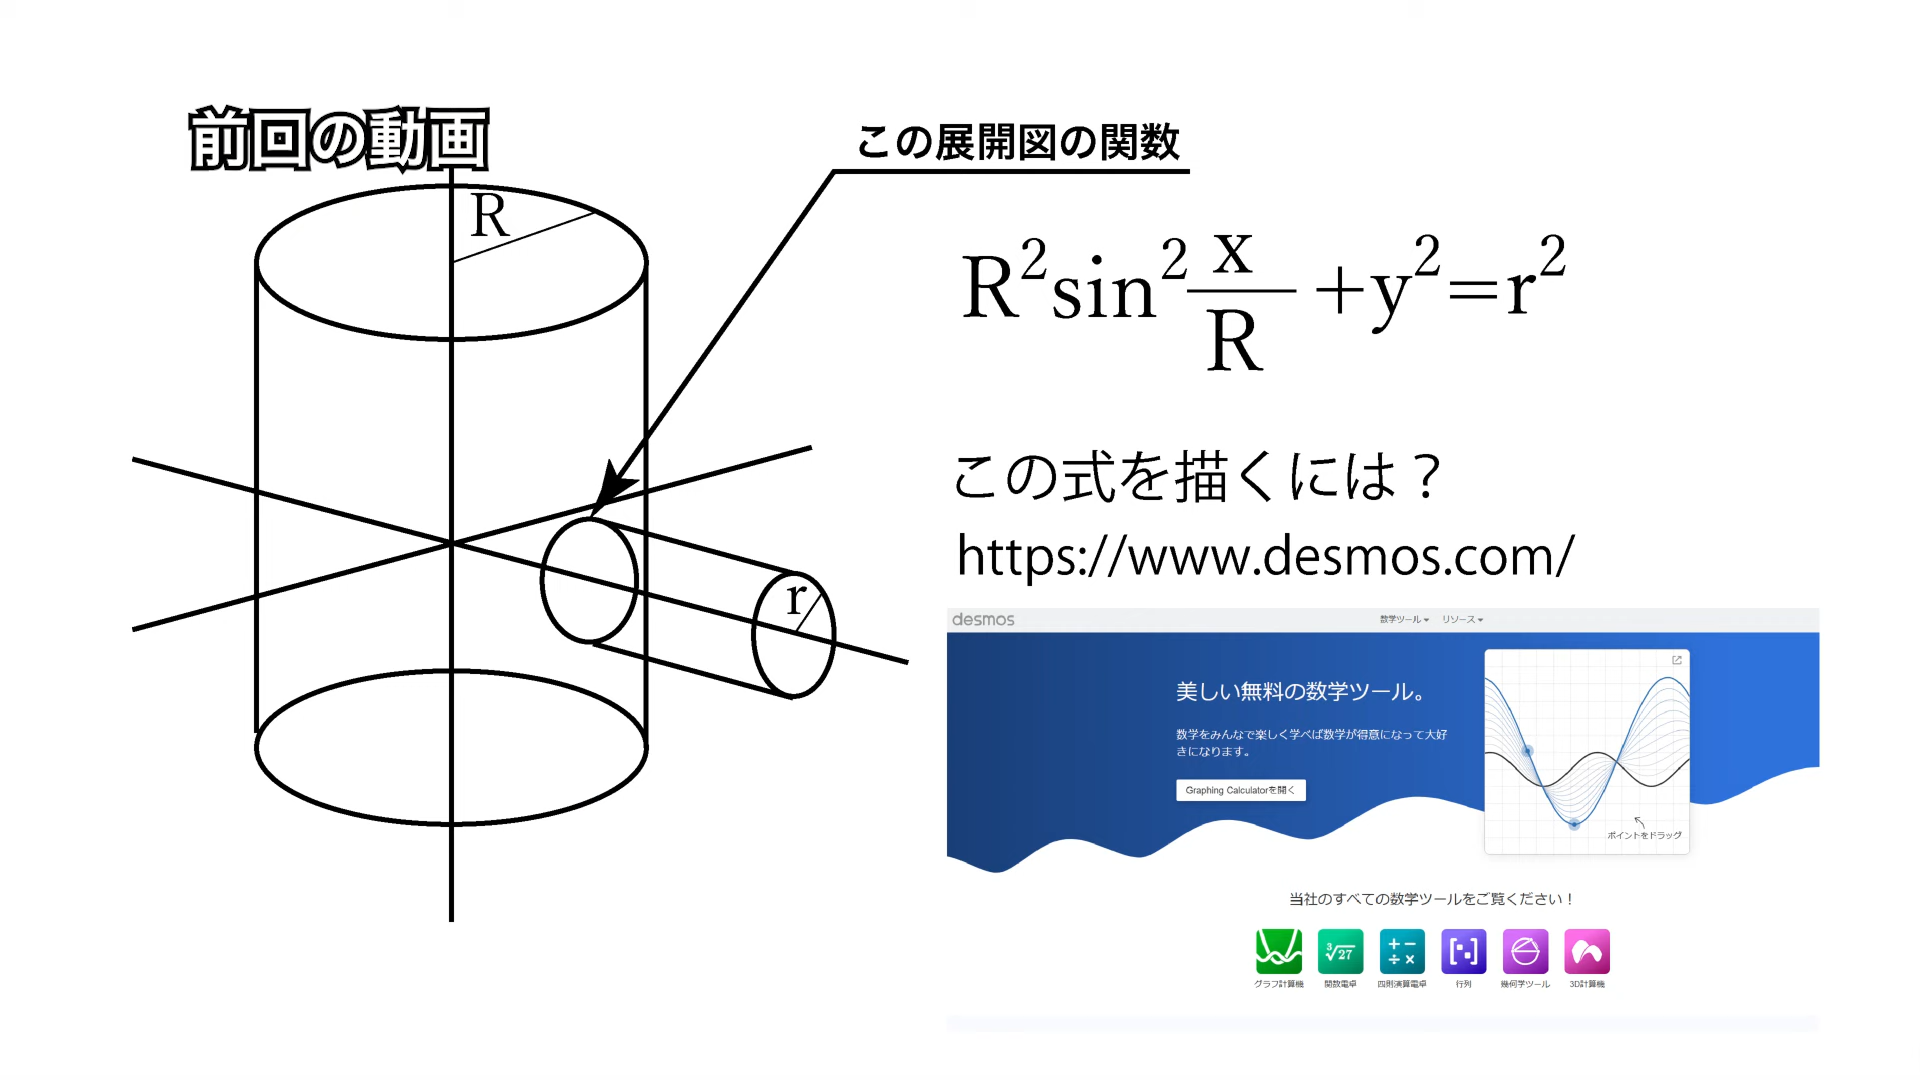 前回の動画
この展開図の関数
R
R²sin² x/R +y²=r²
この式を描くには？
https://www.desmos.com/
r
desmos
数学ツール
リソース
美しい無料の数学ツール。
数学をみんなで楽しく学べば数学が得意になって大好
きになります。
Graphing Calculatorを開く
ポイントをドラッグ
当社のすべての数学ツールをご覧ください！
³√27
+ −
÷ ×
グラフ計算機
関数電卓
四則演算電卓
行列
幾何学ツール
3D計算機